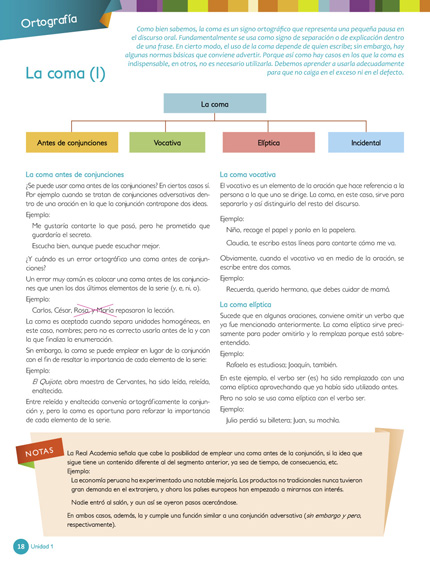 Ortografía
Como bien sabemos, la coma es un signo ortográfico que representa una pequeña pausa en
el discurso oral. Fundamentalmente se usa como signo de separación o de explicación dentro
de una frase. En cierto modo, el uso de la coma depende de quien escribe; sin embargo, hay
algunas normas básicas que conviene advertir. Porque así como hay casos en los que la coma es
indispensable, en otros, no es necesario utilizarla. Debemos aprender a usarla adecuadamente
para que no caiga en el exceso ni en el defecto.
La coma (I)
La coma
Antes de conjunciones
Vocativa
Elíptica
Incidental
La coma antes de conjunciones
¿Se puede usar coma antes de las conjunciones? En ciertos casos sí.
Por ejemplo cuando se tratan de conjunciones adversativas den-
tro de una oración en la que la conjunción contrapone dos ideas.
Ejemplo:
Me gustaría contarte lo que pasó, pero he prometido que
guardaría el secreto.
Escucha bien, aunque puede escuchar mejor.
¿Y cuándo es un error ortográfico una coma antes de conjun-
ciones?
Un error muy común es colocar una coma antes de las conjuncio-
nes que unen los dos últimos elementos de la serie (y, e, ni, o).
Ejemplo:
Carlos, César, Rosa, y María repasaron la lección.
La coma es aceptada cuando separa unidades homogéneas, en
este caso, nombres; pero no es correcto usarla antes de la y con
la que finaliza la enumeración.
Sin embargo, la coma se puede emplear en lugar de la conjunción
con el fin de resaltar la importancia de cada elemento de la serie:
Ejemplo:
El Quijote, obra maestra de Cervantes, ha sido leída, releída,
enaltecida.
Entre releída y enaltecida convenía ortográficamente la conjun-
ción y, pero la coma es oportuna para reforzar la importancia
de cada elemento de la serie.
La coma vocativa
El vocativo es un elemento de la oración que hace referencia a la
persona a la que uno se dirige. La coma, en este caso, sirve para
separarlo y así distinguirlo del resto del discurso.
Ejemplo:
Niño, recoge el papel y ponlo en la papelera.
Claudia, te escribo estas líneas para contarte cómo me va.
Obviamente, cuando el vocativo va en medio de la oración, se
escribe entre dos comas.
Ejemplo:
Recuerda, querido hermano, que debes cuidar de mamá.
La coma elíptica
Sucede que en algunas oraciones, conviene omitir un verbo que
ya fue mencionado anteriormente. La coma elíptica sirve preci-
samente para poder omitirlo y la remplaza porque está sobre-
entendido.
Ejemplo:
Rafaela es estudiosa; Joaquín, también.
En este ejemplo, el verbo ser (es) ha sido remplazado con una
coma elíptica aprovechando que ya había sido utilizado antes.
Pero no solo se usa coma elíptica con el verbo ser.
Ejemplo:
Julio perdió su billetera; Juan, su mochila.
NOTAS
La Real Academia señala que cabe la posibilidad de emplear una coma antes de la conjunción, si la idea que
sigue tiene un contenido diferente al del segmento anterior, ya sea de tiempo, de consecuencia, etc.
Ejemplo:
La economía peruana ha experimentado una notable mejoría. Los productos no tradicionales nunca tuvieron
gran demanda en el extranjero, y ahora los países europeos han empezado a mirarnos con interés.
Nadie entró al salón, y aun así se oyeron pasos acercándose.
En ambos casos, además, la y cumple una función similar a una conjunción adversativa (sin embargo y pero,
respectivamente).
18 Unidad 1